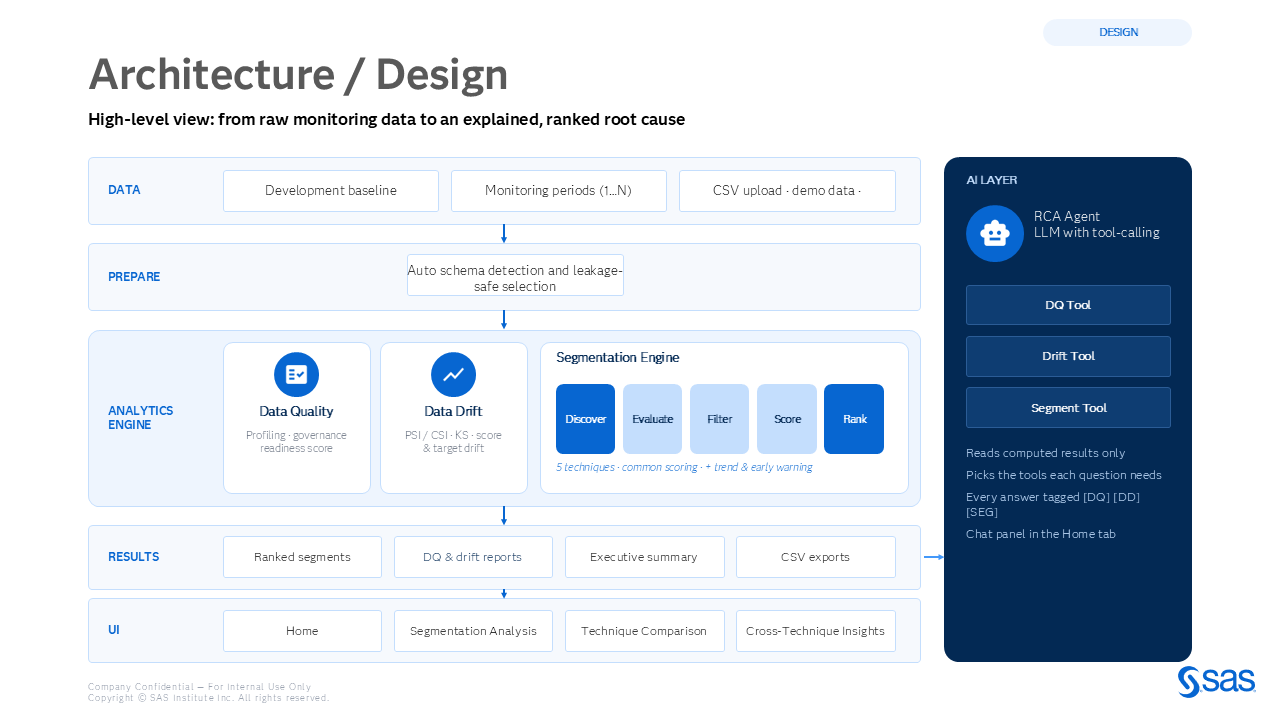 DESIGN
Architecture / Design
High-level view: from raw monitoring data to an explained, ranked root cause
DATA
Development baseline
Monitoring periods (1...N)
CSV upload · demo data ·
PREPARE
Auto schema detection and leakage-
safe selection
ANALYTICS
ENGINE
Data Quality
Profiling · governance
readiness score
Data Drift
PSI / CSI · KS · score
& target drift
Segmentation Engine
Discover
Evaluate
Filter
Score
Rank
5 techniques · common scoring · + trend & early warning
RESULTS
Ranked segments
DQ & drift reports
Executive summary
CSV exports
UI
Home
Segmentation Analysis
Technique Comparison
Cross-Technique Insights
AI LAYER
RCA Agent
LLM with tool-calling
DQ Tool
Drift Tool
Segment Tool
Reads computed results only
Picks the tools each question needs
Every answer tagged [DQ] [DD]
[SEG]
Chat panel in the Home tab
Company Confidential – For Internal Use Only
Copyright © SAS Institute Inc. All rights reserved.
sas